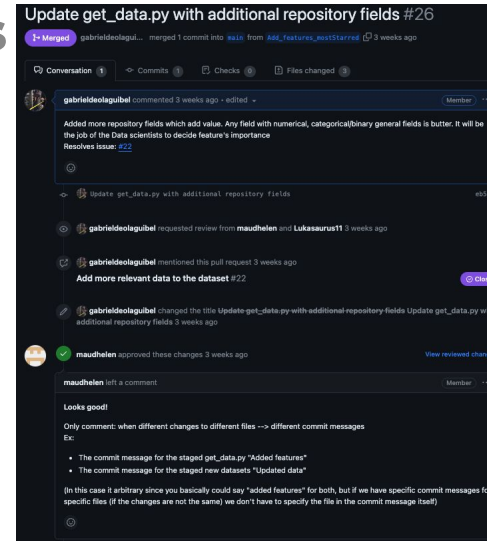 s
Update get_data.py with additional repository fields #26
Merged gabrieldeolagui... merged 1 commit into main from Add_features_mostStarred 3 weeks ago
Conversation 1 Commits 1 Checks 0 Files changed 3
gabrieldeolaguibel commented 3 weeks ago • edited Member
Added more repository fields which add value. Any field with numerical, categorical/binary general fields is butter. It will be
the job of the Data scientists to decide feature's importance
Resolves issue: #22
Update get_data.py with additional repository fields eb5
gabrieldeolaguibel requested review from maudhelen and Lukasaurus11 3 weeks ago
gabrieldeolaguibel mentioned this pull request 3 weeks ago
Add more relevant data to the dataset #22 Clos
gabrieldeolaguibel changed the title Update get_data.py with additional repository fields Update get_data.py w
additional repository fields 3 weeks ago
maudhelen approved these changes 3 weeks ago View reviewed chan
maudhelen left a comment Member
Looks good!
Only comment: when different changes to different files --> different commit messages
Ex:
• The commit message for the staged get_data.py "Added features"
• The commit message for the staged new datasets "Updated data"
(In this case it arbitrary since you basically could say "added features" for both, but if we have specific commit messages fo
specific files (if the changes are not the same) we don't have to specify the file in the commit message itself)